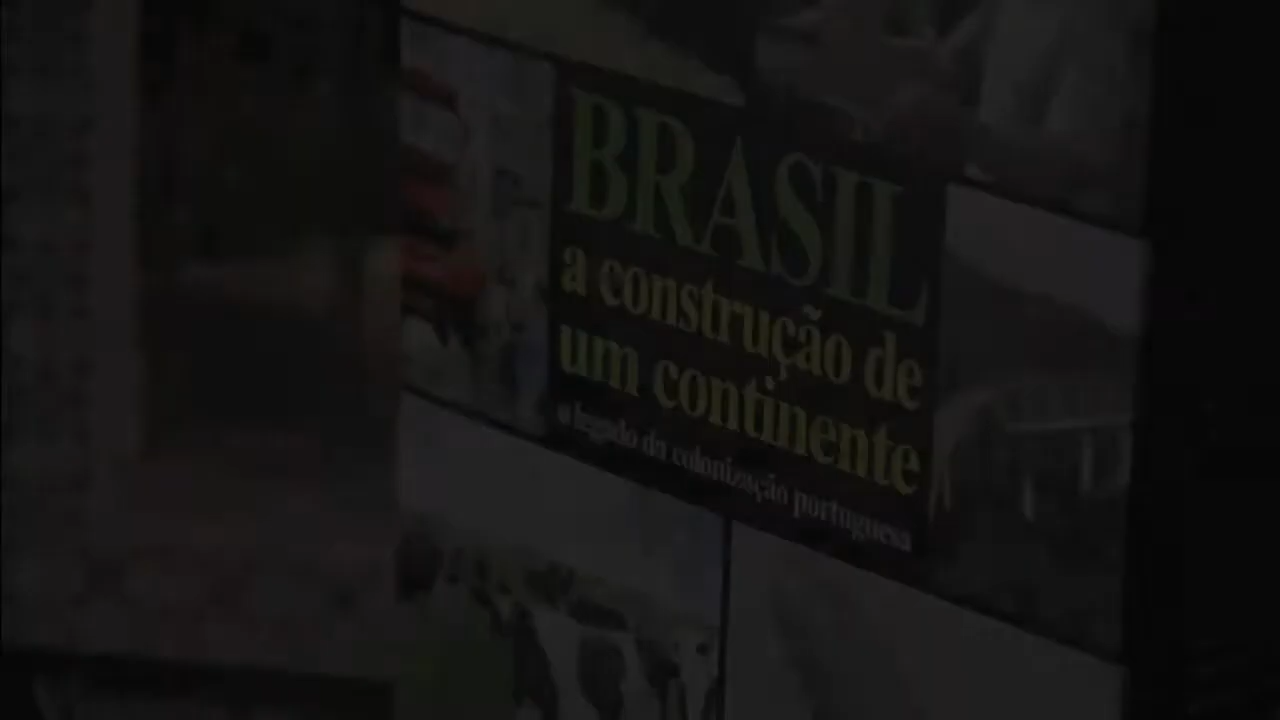 BRASIL
a construção de
um continente
o legado da colonização portuguesa